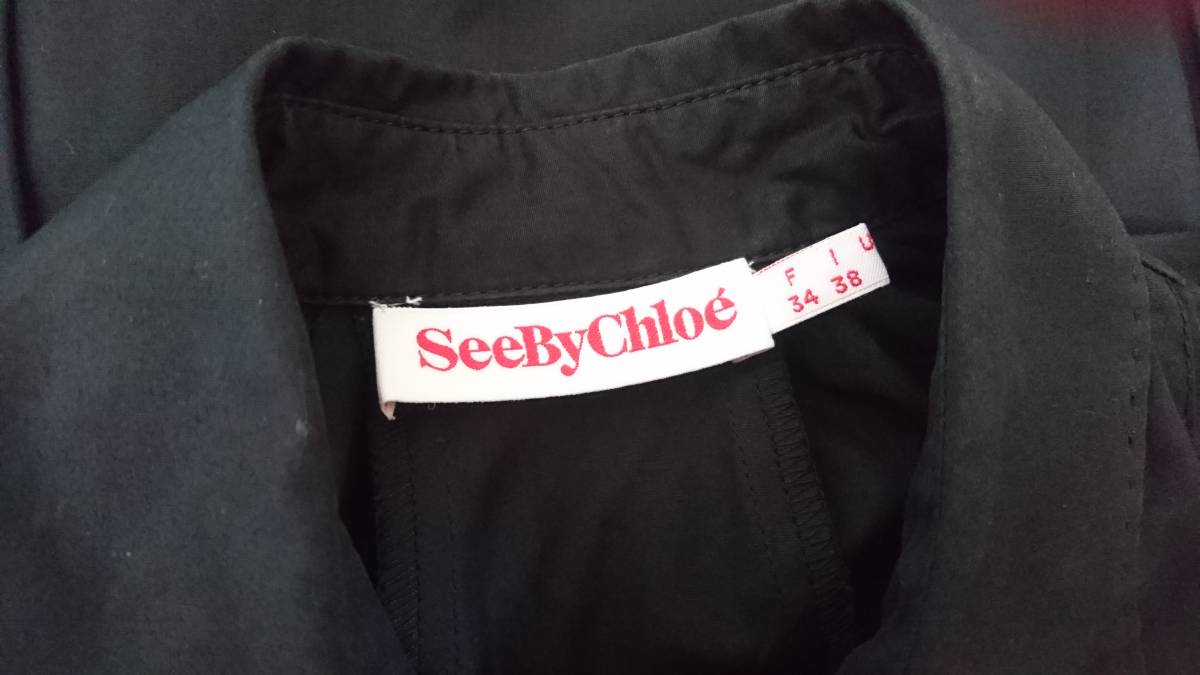 SeeByChloé
F I
34 38